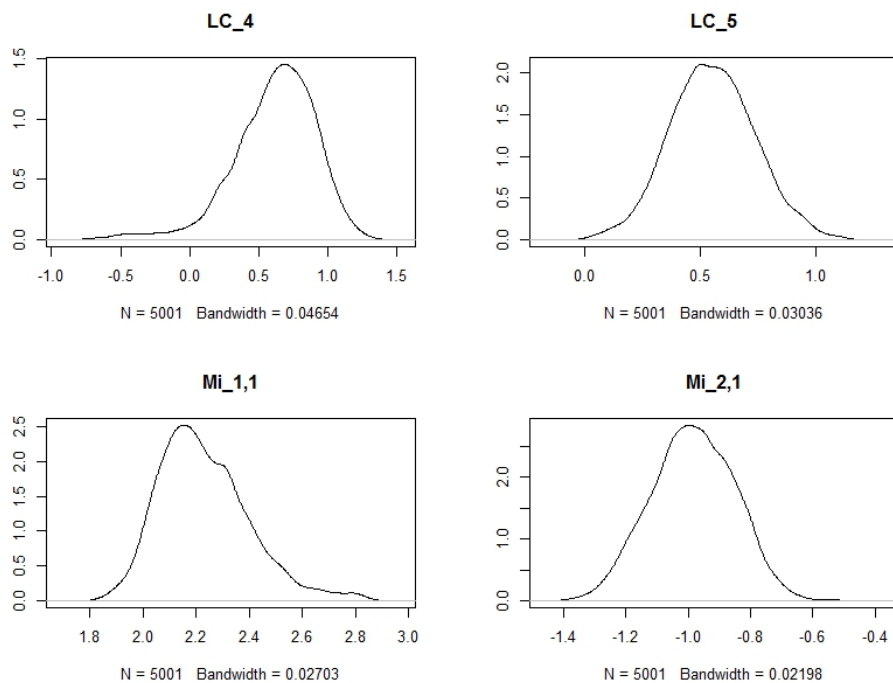 LC_4
LC_5
1.5
1.0
0.5
0.0
-1.0 -0.5 0.0 0.5 1.0 1.5
N = 5001 Bandwidth = 0.04654
2.0
1.5
1.0
0.5
0.0
0.0 0.5 1.0
N = 5001 Bandwidth = 0.03036
Mi_1,1
Mi_2,1
2.5
2.0
1.5
1.0
0.5
0.0
1.8 2.0 2.2 2.4 2.6 2.8 3.0
N = 5001 Bandwidth = 0.02703
2.0
1.0
0.0
-1.4 -1.2 -1.0 -0.8 -0.6 -0.4
N = 5001 Bandwidth = 0.02198